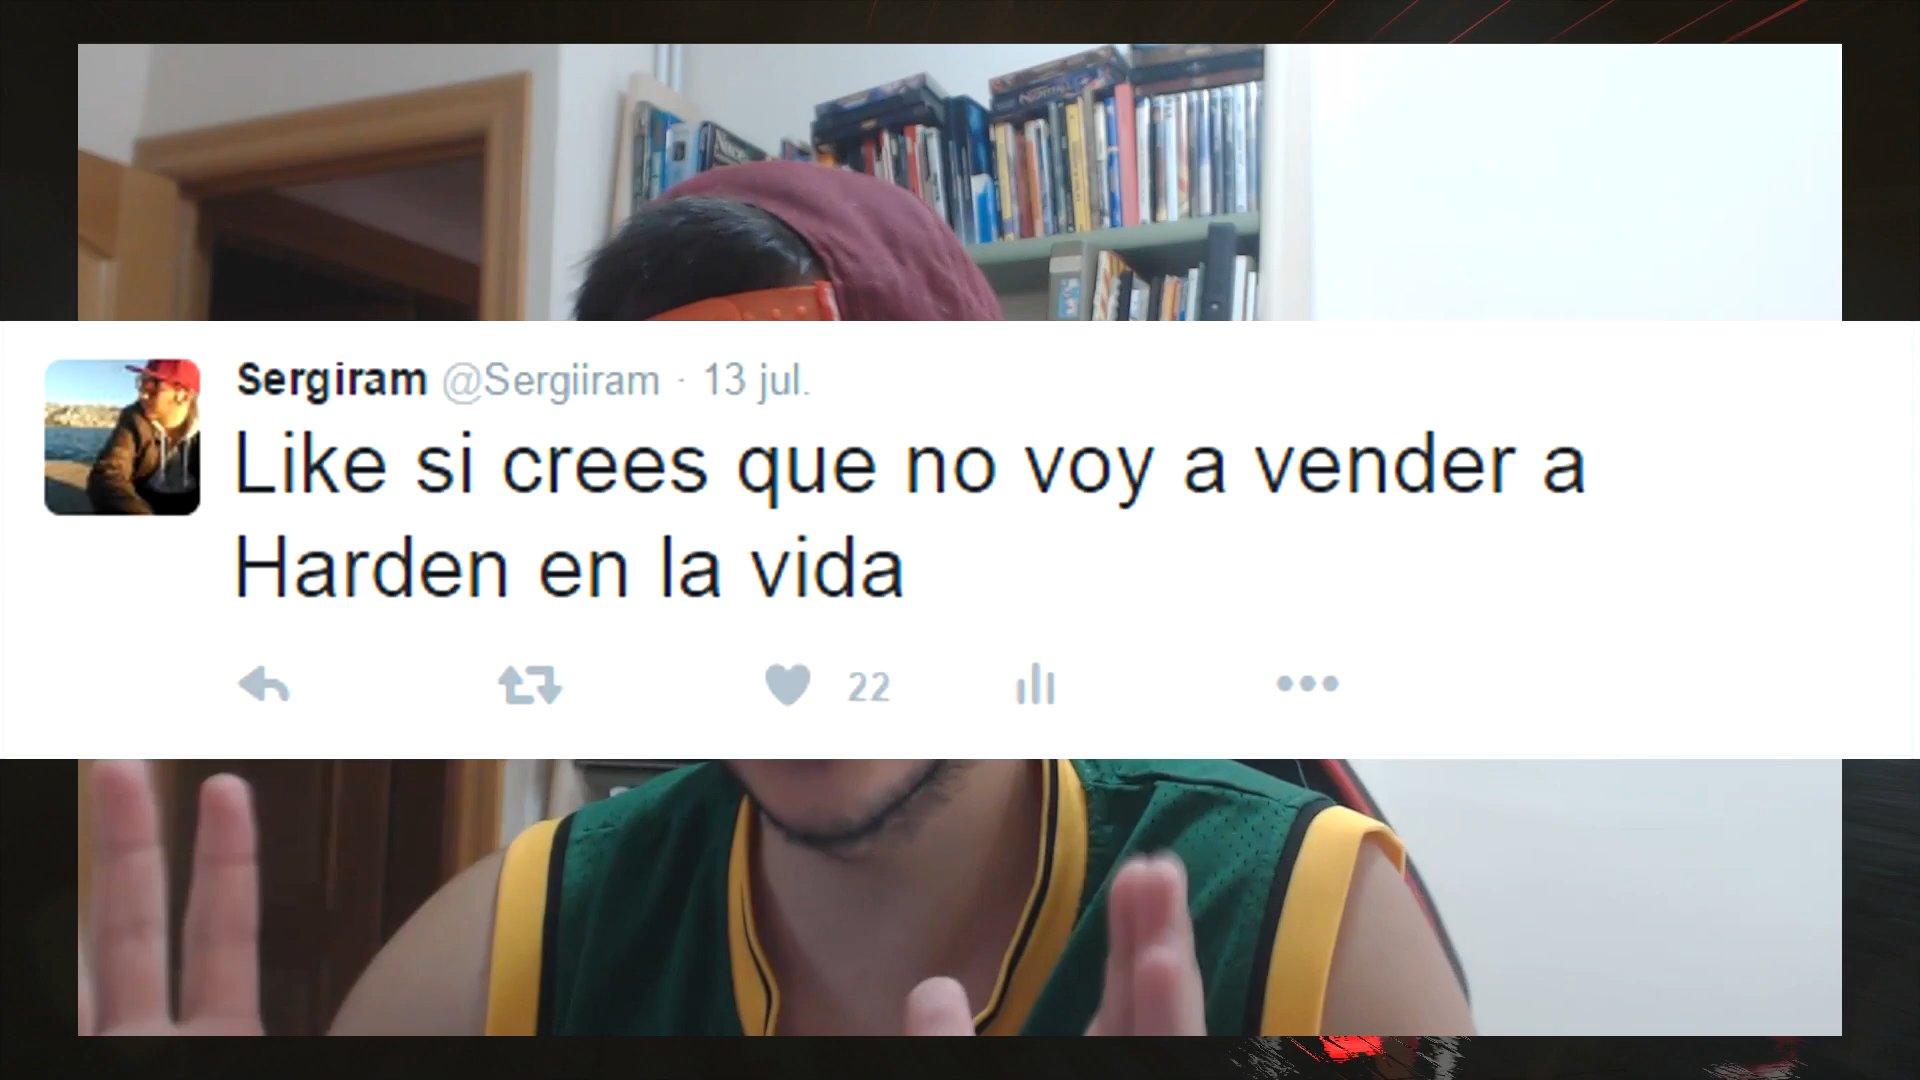 Sergiram @Sergiiram · 13 jul.
Like si crees que no voy a vender a
Harden en la vida
22